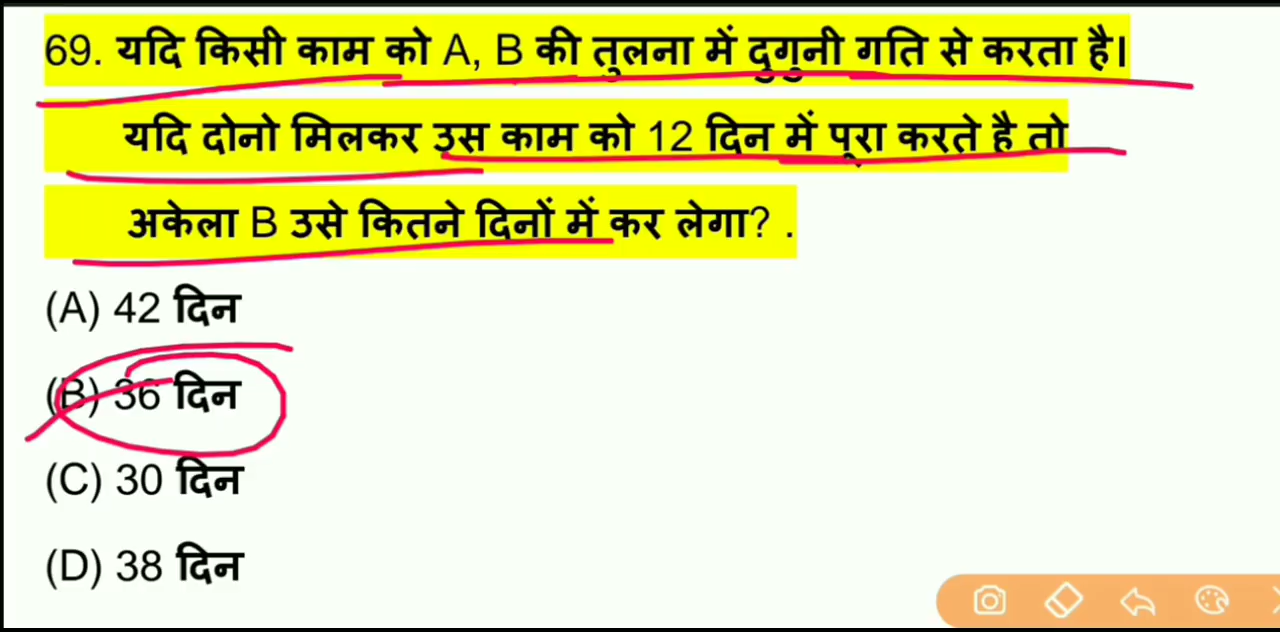 69. यदि किसी काम को A, B की तुलना में दुगुनी गति से करता है।
यदि दोनो मिलकर उस काम को 12 दिन में पूरा करते है तो
अकेला B उसे कितने दिनों में कर लेगा? .
(A) 42 दिन
(B) 36 दिन
(C) 30 दिन
(D) 38 दिन